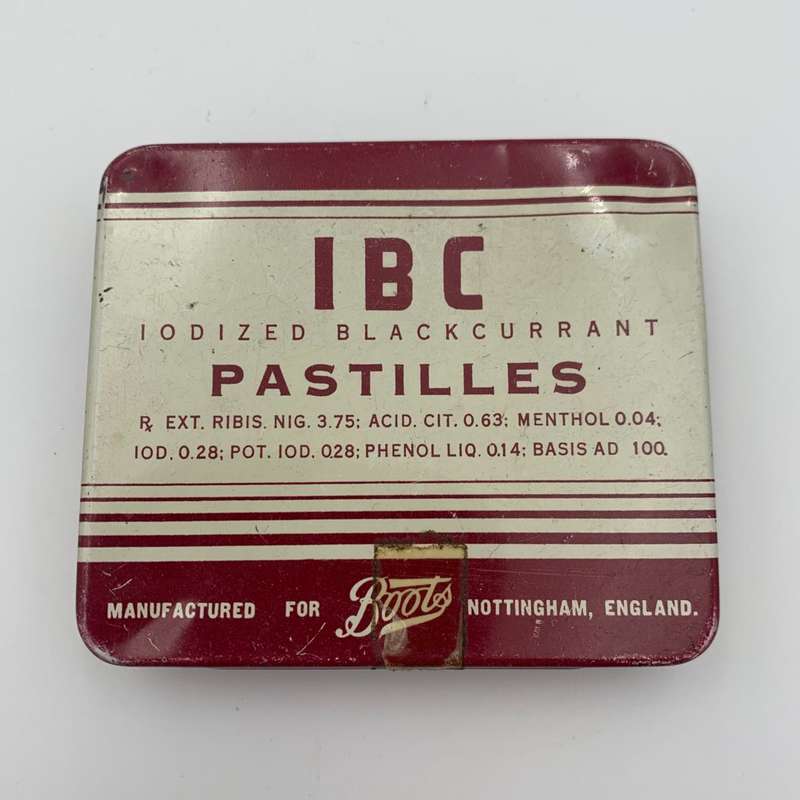 IBC
IODIZED BLACKCURRANT
PASTILLES
℞ EXT. RIBIS. NIG. 3.75; ACID. CIT. 0.63; MENTHOL 0.04;
IOD. 0.28; POT. IOD. 0.28; PHENOL LIQ. 0.14; BASIS AD 100.
MANUFACTURED FOR Boots NOTTINGHAM, ENGLAND.